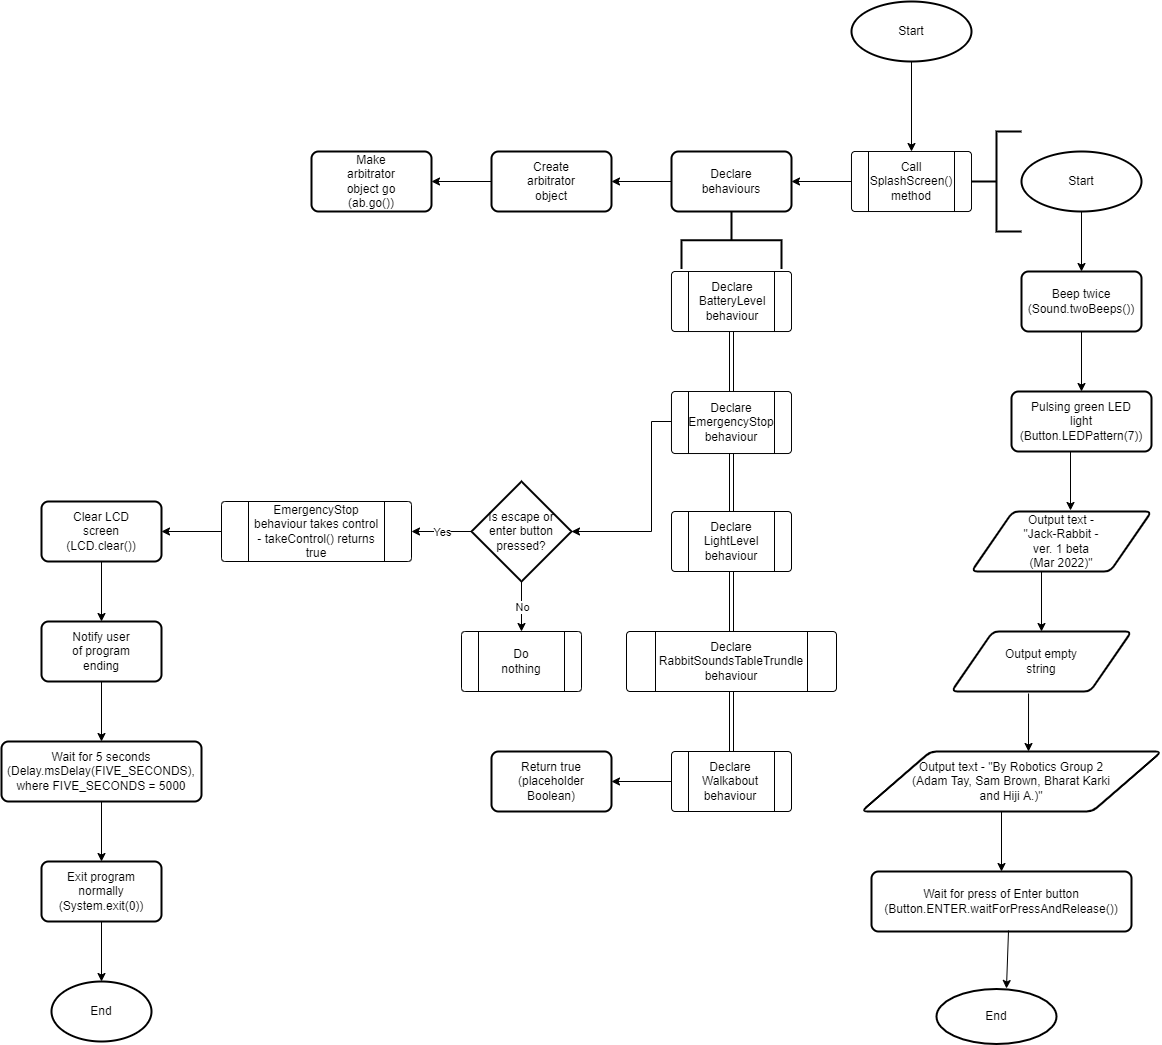 Start
Call
SplashScreen()
method
Declare
behaviours
Create
arbitrator
object
Make
arbitrator
object go
(ab.go())
Start
Beep twice
(Sound.twoBeeps())
Pulsing green LED
light
(Button.LEDPattern(7))
Output text -
"Jack-Rabbit -
ver. 1 beta
(Mar 2022)"
Output empty
string
Output text - "By Robotics Group 2
(Adam Tay, Sam Brown, Bharat Karki
and Hiji A.)"
Wait for press of Enter button
(Button.ENTER.waitForPressAndRelease())
End
Declare
BatteryLevel
behaviour
Declare
EmergencyStop
behaviour
Declare
LightLevel
behaviour
Declare
RabbitSoundsTableTrundle
behaviour
Declare
Walkabout
behaviour
Return true
(placeholder
Boolean)
Is escape or
enter button
pressed?
No
Do
nothing
Yes
EmergencyStop
behaviour takes control
- takeControl() returns
true
Clear LCD
screen
(LCD.clear())
Notify user
of program
ending
Wait for 5 seconds
(Delay.msDelay(FIVE_SECONDS),
where FIVE_SECONDS = 5000
Exit program
normally
(System.exit(0))
End